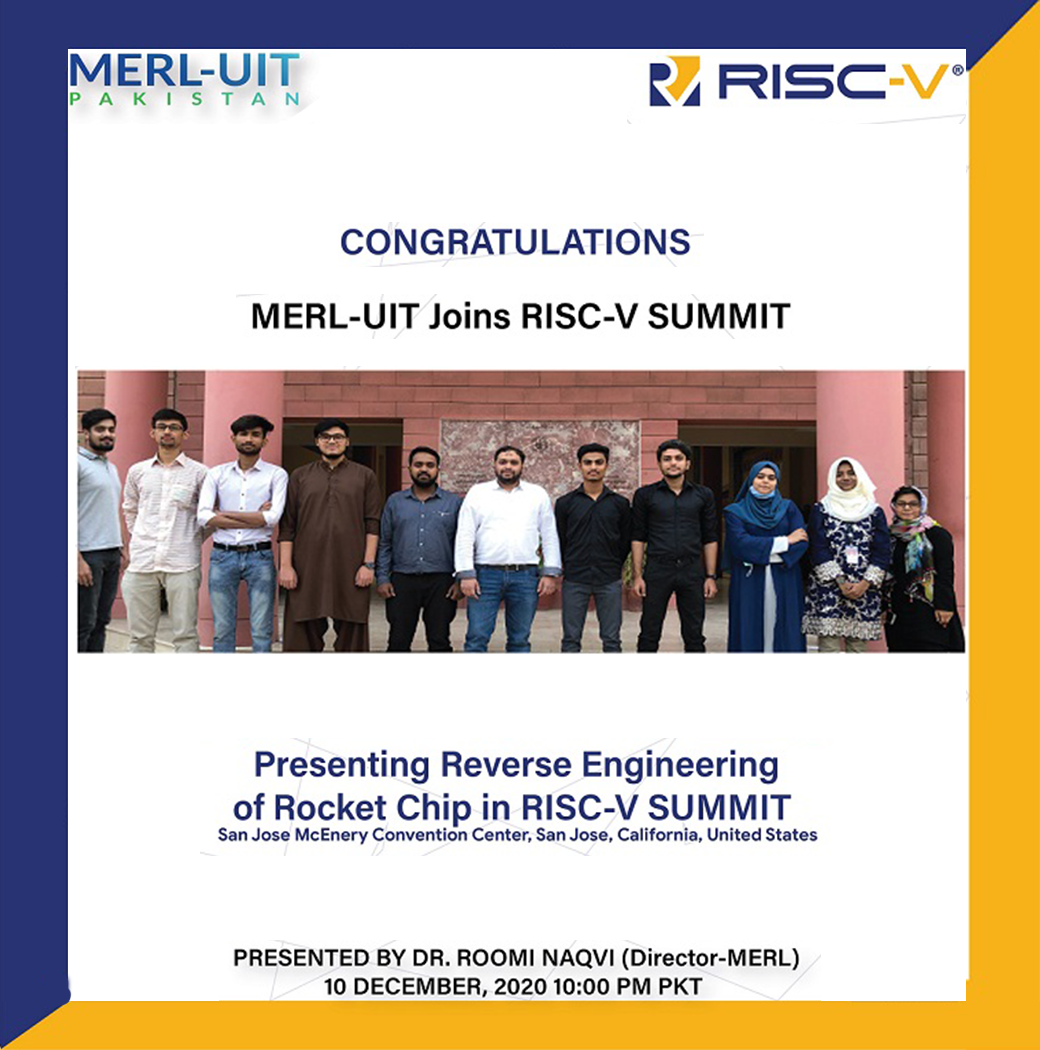 MERL-UIT
PAKISTAN
RISC-V®
CONGRATULATIONS
MERL-UIT Joins RISC-V SUMMIT
Presenting Reverse Engineering
of Rocket Chip in RISC-V SUMMIT
San Jose McEnery Convention Center, San Jose, California, United States
PRESENTED BY DR. ROOMI NAQVI (Director-MERL)
10 DECEMBER, 2020 10:00 PM PKT